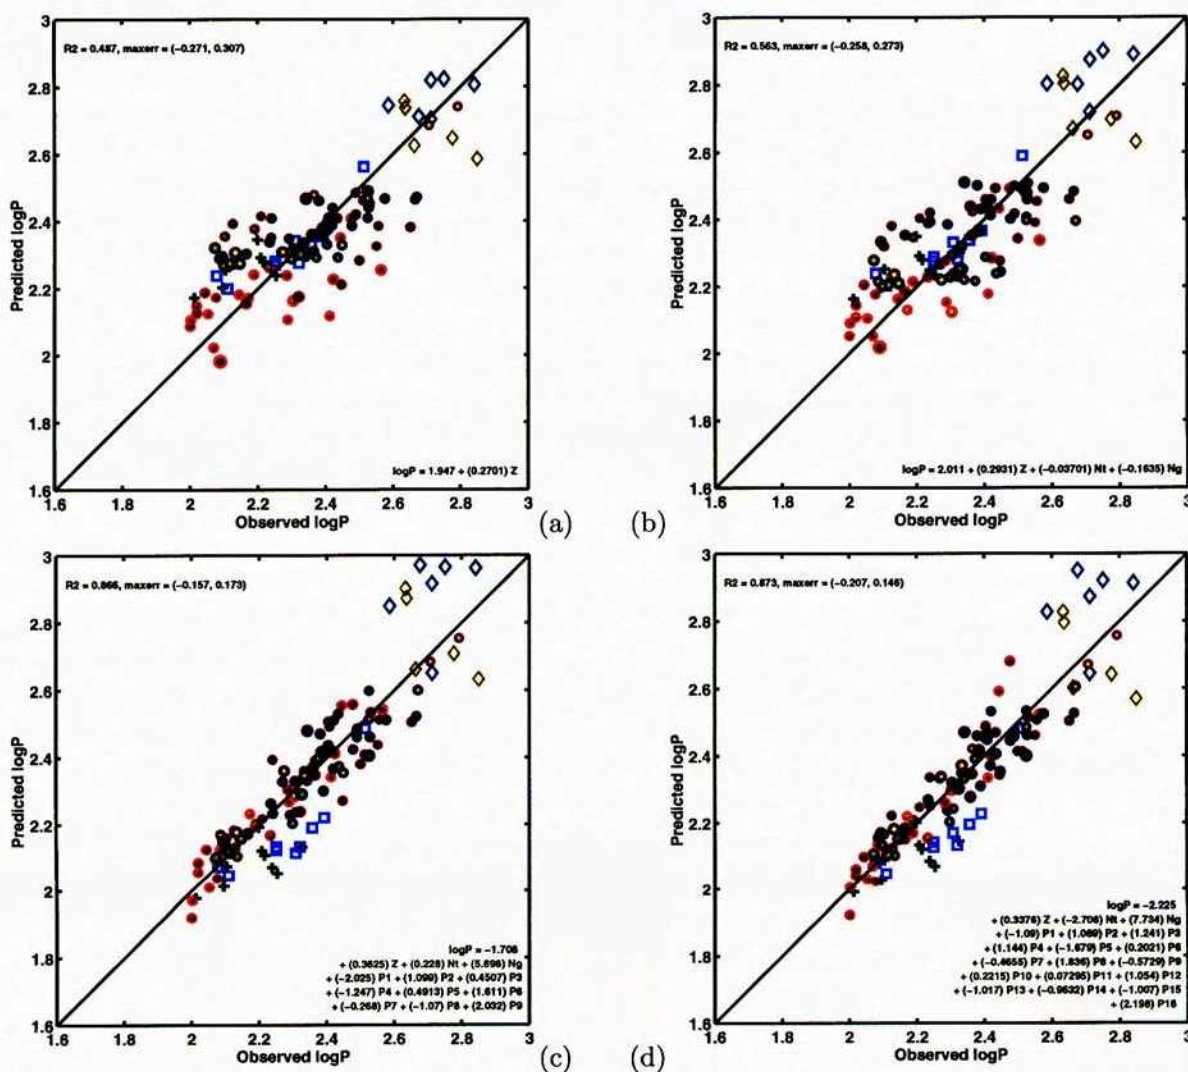 R2 = 0.487, maxerr = (-0.271, 0.307)
3
2.8
2.6
2.4
2.2
2
1.8
1.6
Predicted logP
logP = 1.947 + (0.2701) Z
1.6 1.8 2 2.2 2.4 2.6 2.8 3
Observed logP
(a)
R2 = 0.563, maxerr = (-0.258, 0.273)
3
2.8
2.6
2.4
2.2
2
1.8
1.6
Predicted logP
logP = 2.011 + (0.2931) Z + (-0.03701) Nt + (-0.1635) Ng
1.6 1.8 2 2.2 2.4 2.6 2.8 3
Observed logP
(b)
R2 = 0.866, maxerr = (-0.157, 0.173)
3
2.8
2.6
2.4
2.2
2
1.8
1.6
Predicted logP
logP = -1.706
+ (0.3625) Z + (0.228) Nt + (5.696) Ng
+ (-2.025) P1 + (1.099) P2 + (0.4507) P3
+ (-1.247) P4 + (0.4913) P5 + (1.611) P6
+ (-0.268) P7 + (-1.07) P8 + (2.032) P9
1.6 1.8 2 2.2 2.4 2.6 2.8 3
Observed logP
(c)
R2 = 0.873, maxerr = (-0.207, 0.146)
3
2.8
2.6
2.4
2.2
2
1.8
1.6
Predicted logP
logP = -2.225
+ (0.3376) Z + (-2.706) Nt + (7.734) Ng
+ (-1.09) P1 + (1.089) P2 + (1.241) P3
+ (1.144) P4 + (-1.679) P5 + (0.2021) P6
+ (-0.4655) P7 + (1.836) P8 + (-0.5729) P9
+ (0.2215) P10 + (0.07295) P11 + (1.054) P12
+ (-1.017) P13 + (-0.9632) P14 + (-1.007) P15
+ (2.198) P16
1.6 1.8 2 2.2 2.4 2.6 2.8 3
Observed logP
(d)